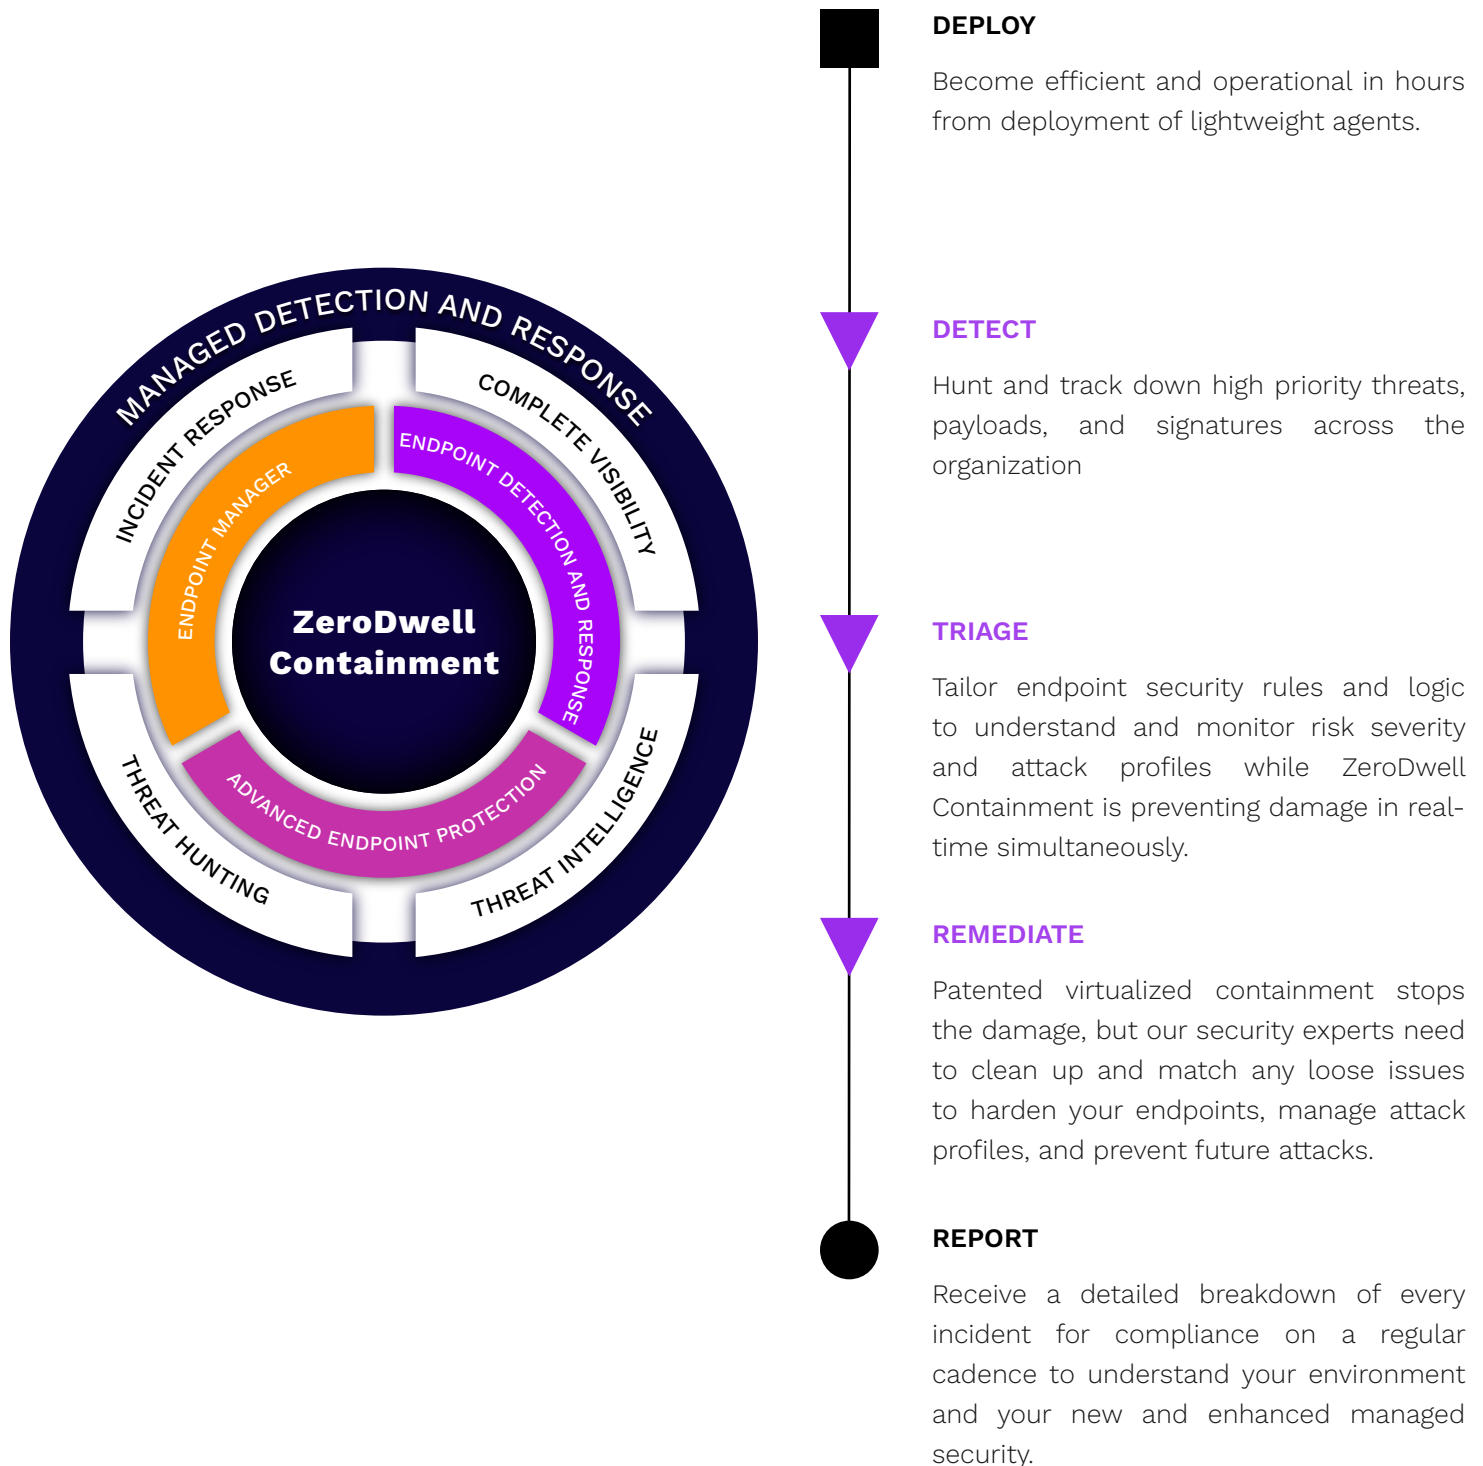 MANAGED DETECTION AND RESPONSE
INCIDENT RESPONSE
COMPLETE VISIBILITY
ENDPOINT MANAGER
ENDPOINT DETECTION AND RESPONSE
ZeroDwell
Containment
ADVANCED ENDPOINT PROTECTION
THREAT HUNTING
THREAT INTELLIGENCE
DEPLOY
Become efficient and operational in hours
from deployment of lightweight agents.
DETECT
Hunt and track down high priority threats,
payloads, and signatures across the
organization
TRIAGE
Tailor endpoint security rules and logic
to understand and monitor risk severity
and attack profiles while ZeroDwell
Containment is preventing damage in real-
time simultaneously.
REMEDIATE
Patented virtualized containment stops
the damage, but our security experts need
to clean up and match any loose issues
to harden your endpoints, manage attack
profiles, and prevent future attacks.
REPORT
Receive a detailed breakdown of every
incident for compliance on a regular
cadence to understand your environment
and your new and enhanced managed
security.